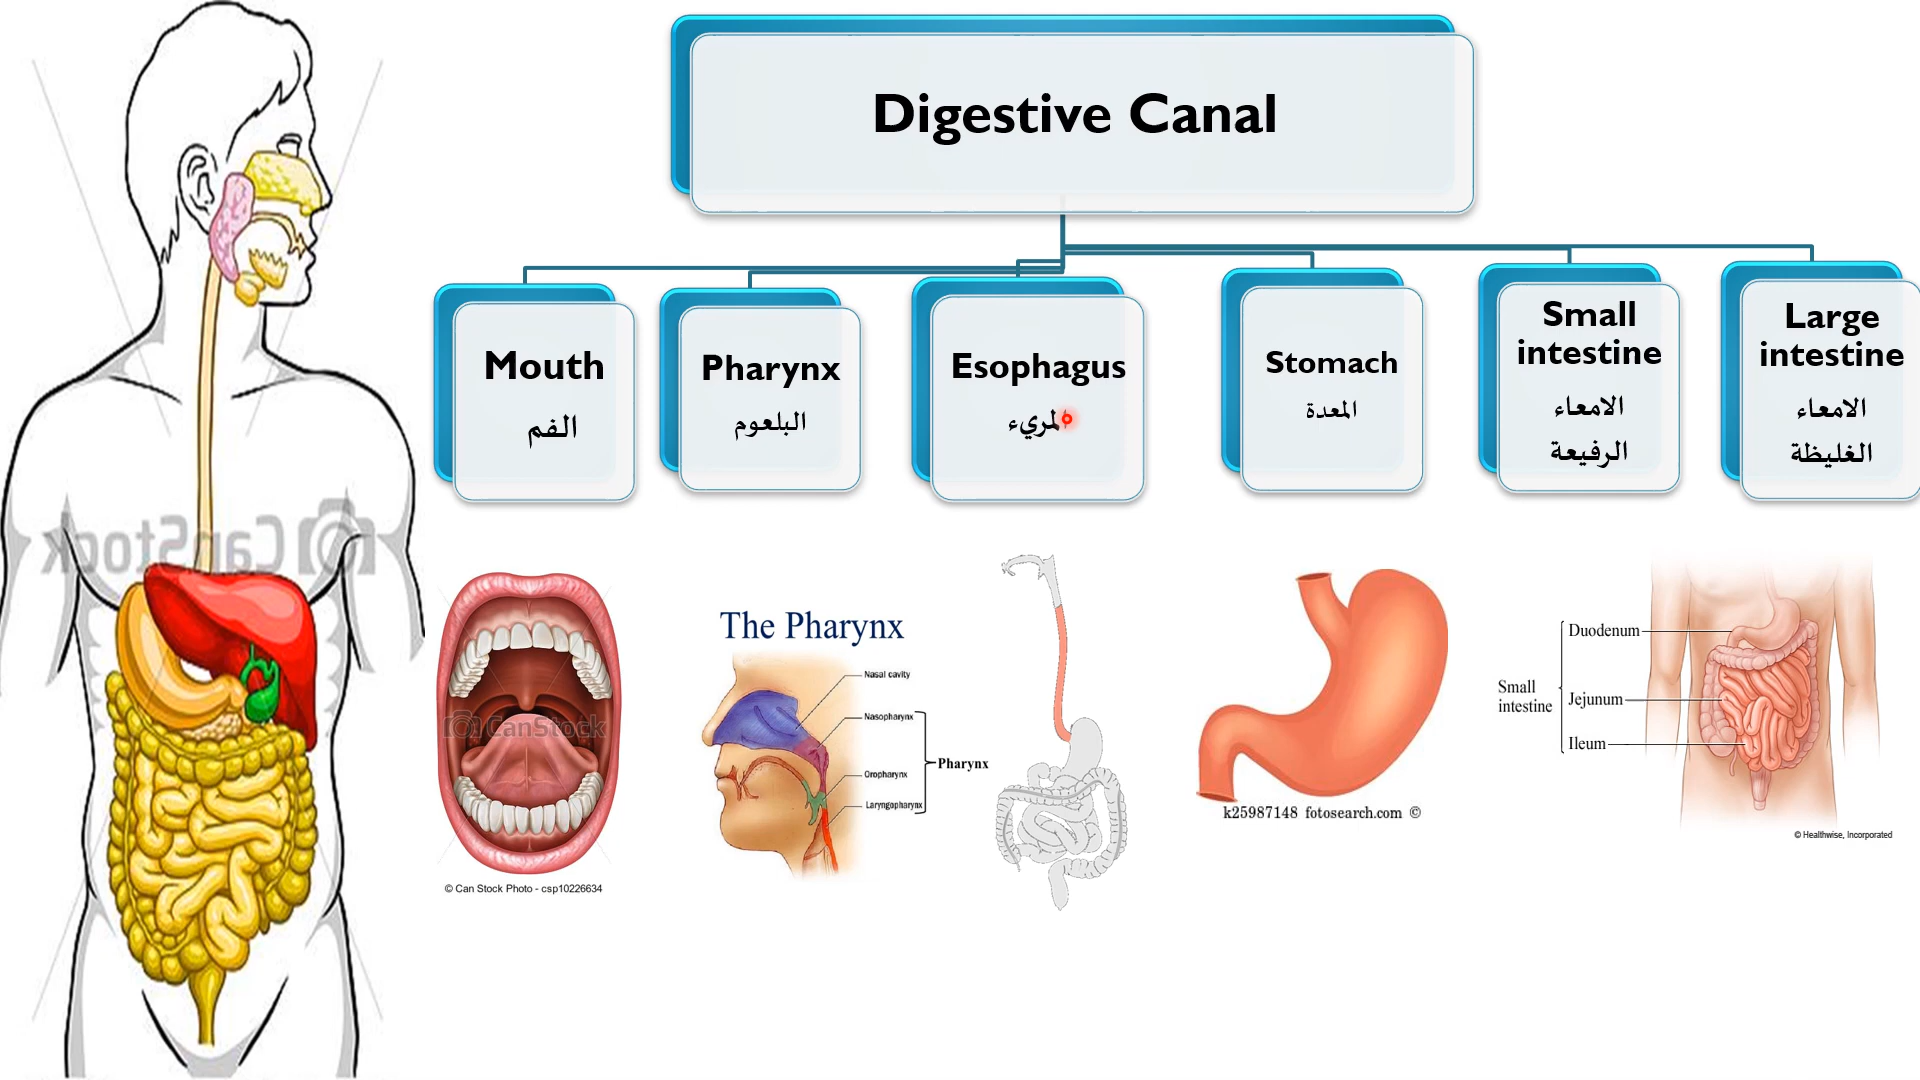 Digestive Canal
Mouth
الفم
Pharynx
البلعوم
Esophagus
المريء
Stomach
المعدة
Small
intestine
الامعاء
الرفيعة
Large
intestine
الامعاء
الغليظة
CanStock
CanStock
© Can Stock Photo - csp10226634
The Pharynx
Nasal cavity
Nasopharynx
Oropharynx
Laryngopharynx
Pharynx
k25987148 fotosearch.com ©
Small
intestine
Duodenum
Jejunum
Ileum
© Healthwise, Incorporated